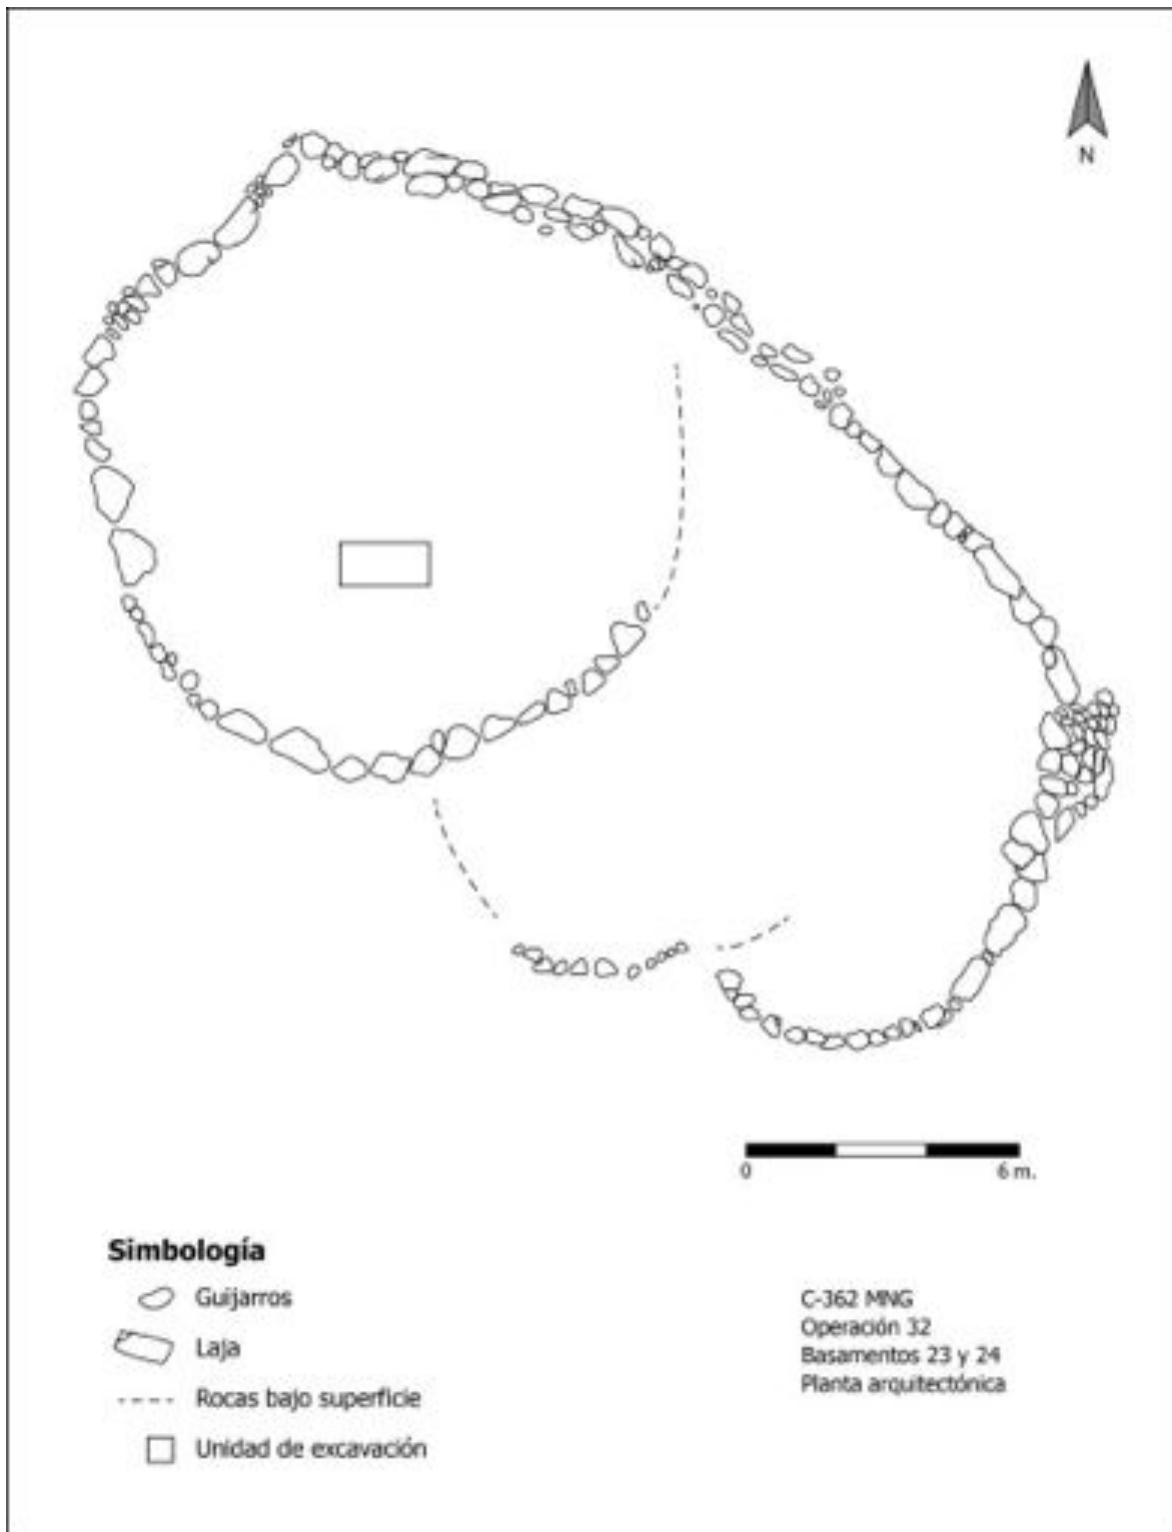 N
0 6 m.
Simbología
Guijarros
Laja
Rocas bajo superficie
Unidad de excavación
C-362 MNG
Operación 32
Basamentos 23 y 24
Planta arquitectónica